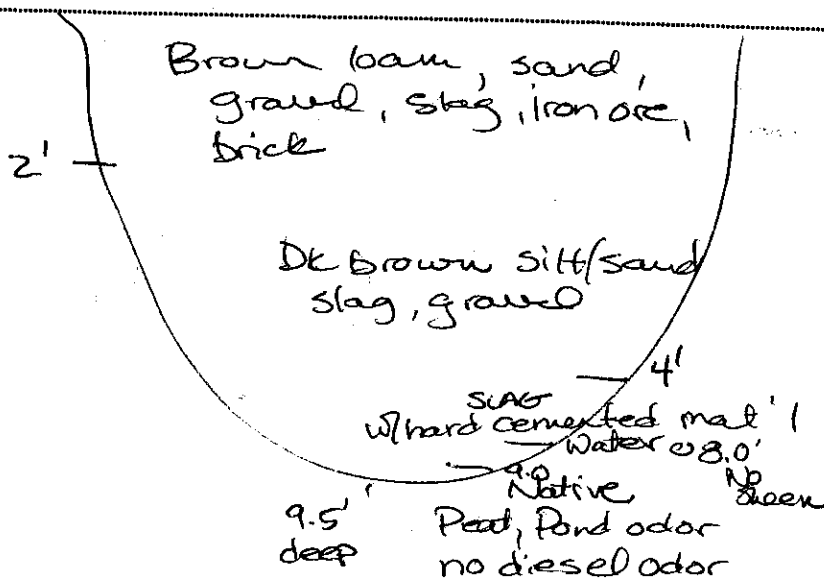 Brown loam, sand,
gravel, slag, iron ore,
brick
2'
Dk brown silt/sand
slag, gravel
4'
SLAG
w/hard cemented mat'l
Water @ 8.0'
No
Sheen
9.0
Native
9.5'
deep
Peat, Pond odor
no diesel odor